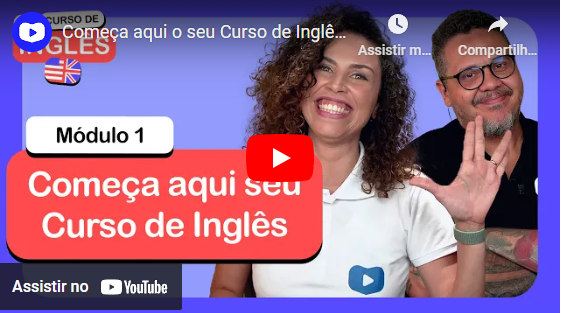 CURSO DE
INGLÊS
Começa aqui o seu Curso de Inglê...
Assistir m...
Compartilh...
Módulo 1
Começa aqui seu
Curso de Inglês
Assistir no YouTube